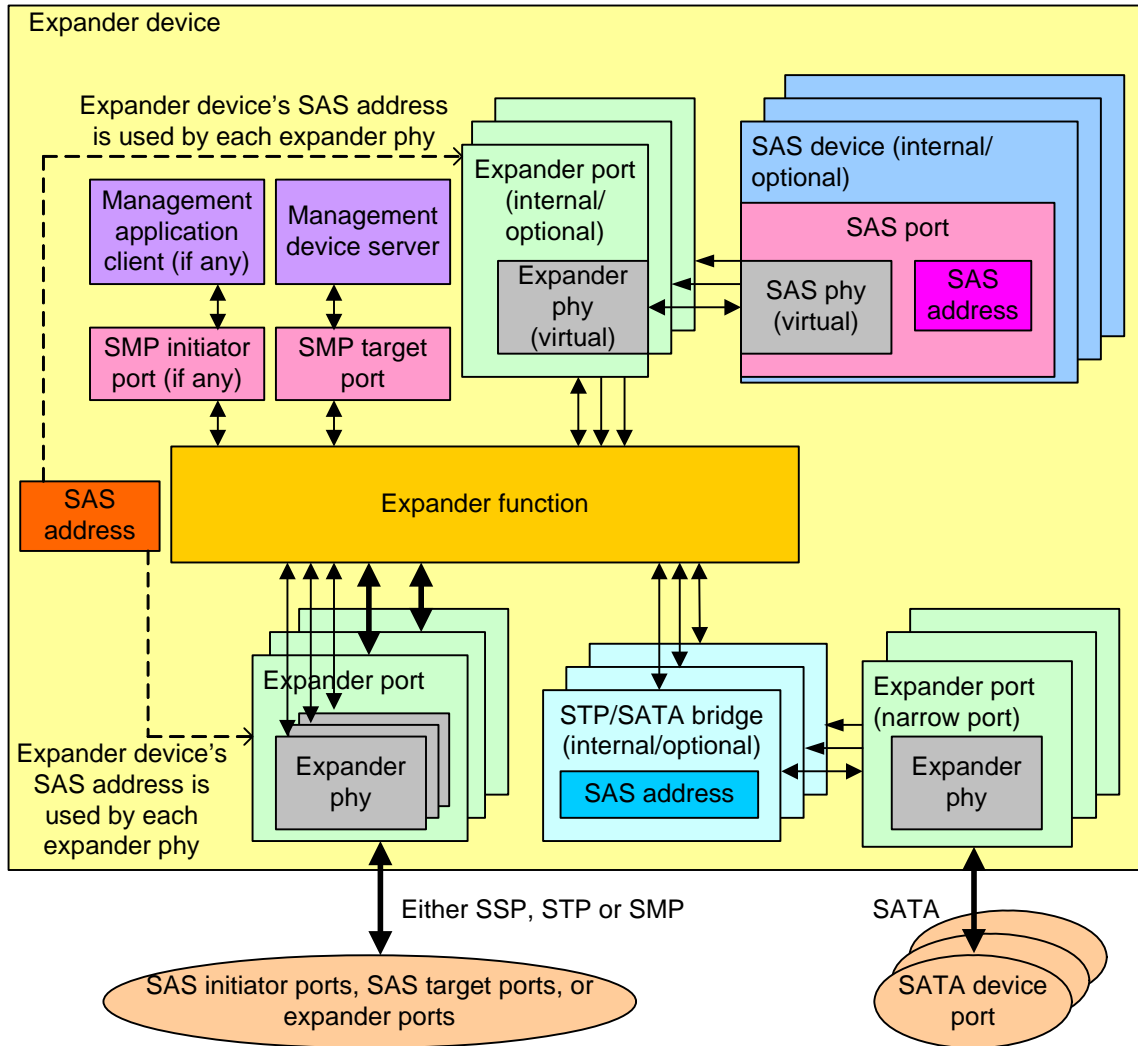 Expander device
Expander device's SAS address
is used by each expander phy
Expander port
(internal/
optional)
Expander
phy
(virtual)
SAS device (internal/
optional)
SAS port
SAS phy
(virtual)
SAS
address
Management
application
client (if any)
Management
device server
SMP initiator
port (if any)
SMP target
port
SAS
address
Expander function
Expander port
Expander
phy
Expander device's
SAS address is
used by each
expander phy
STP/SATA bridge
(internal/optional)
SAS address
Expander port
(narrow port)
Expander
phy
Either SSP, STP or SMP
SATA
SAS initiator ports, SAS target ports, or
expander ports
SATA device
port